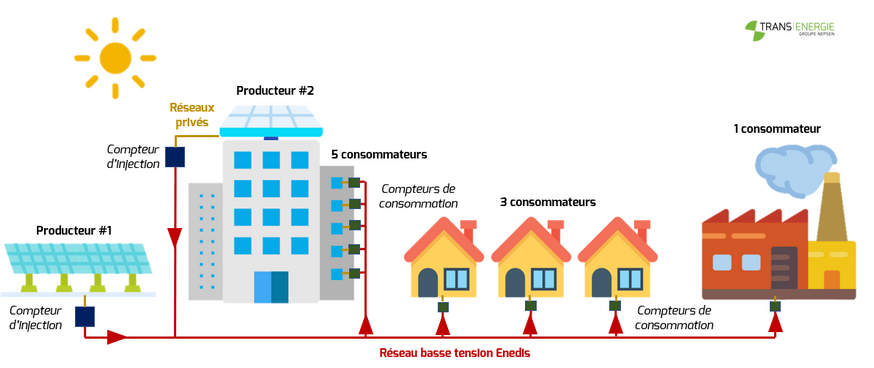 TRANS|ENERGIE
GROUPE NEPSEN
Producteur #2
Réseaux
privés
1 consommateur
Compteur
d'injection
5 consommateurs
Compteurs de
consommation
3 consommateurs
Producteur #1
Compteur
d'injection
Compteurs de
consommation
Réseau basse tension Enedis